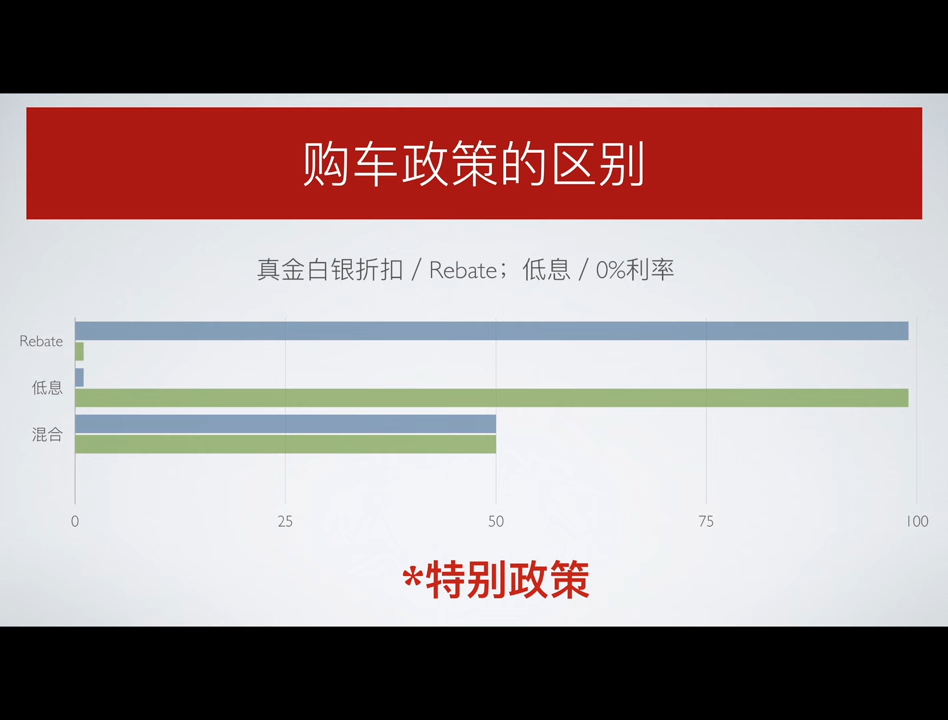 购车政策的区别
真金白银折扣 / Rebate；低息 / 0%利率
Rebate
低息
混合
0 25 50 75 100
*特别政策